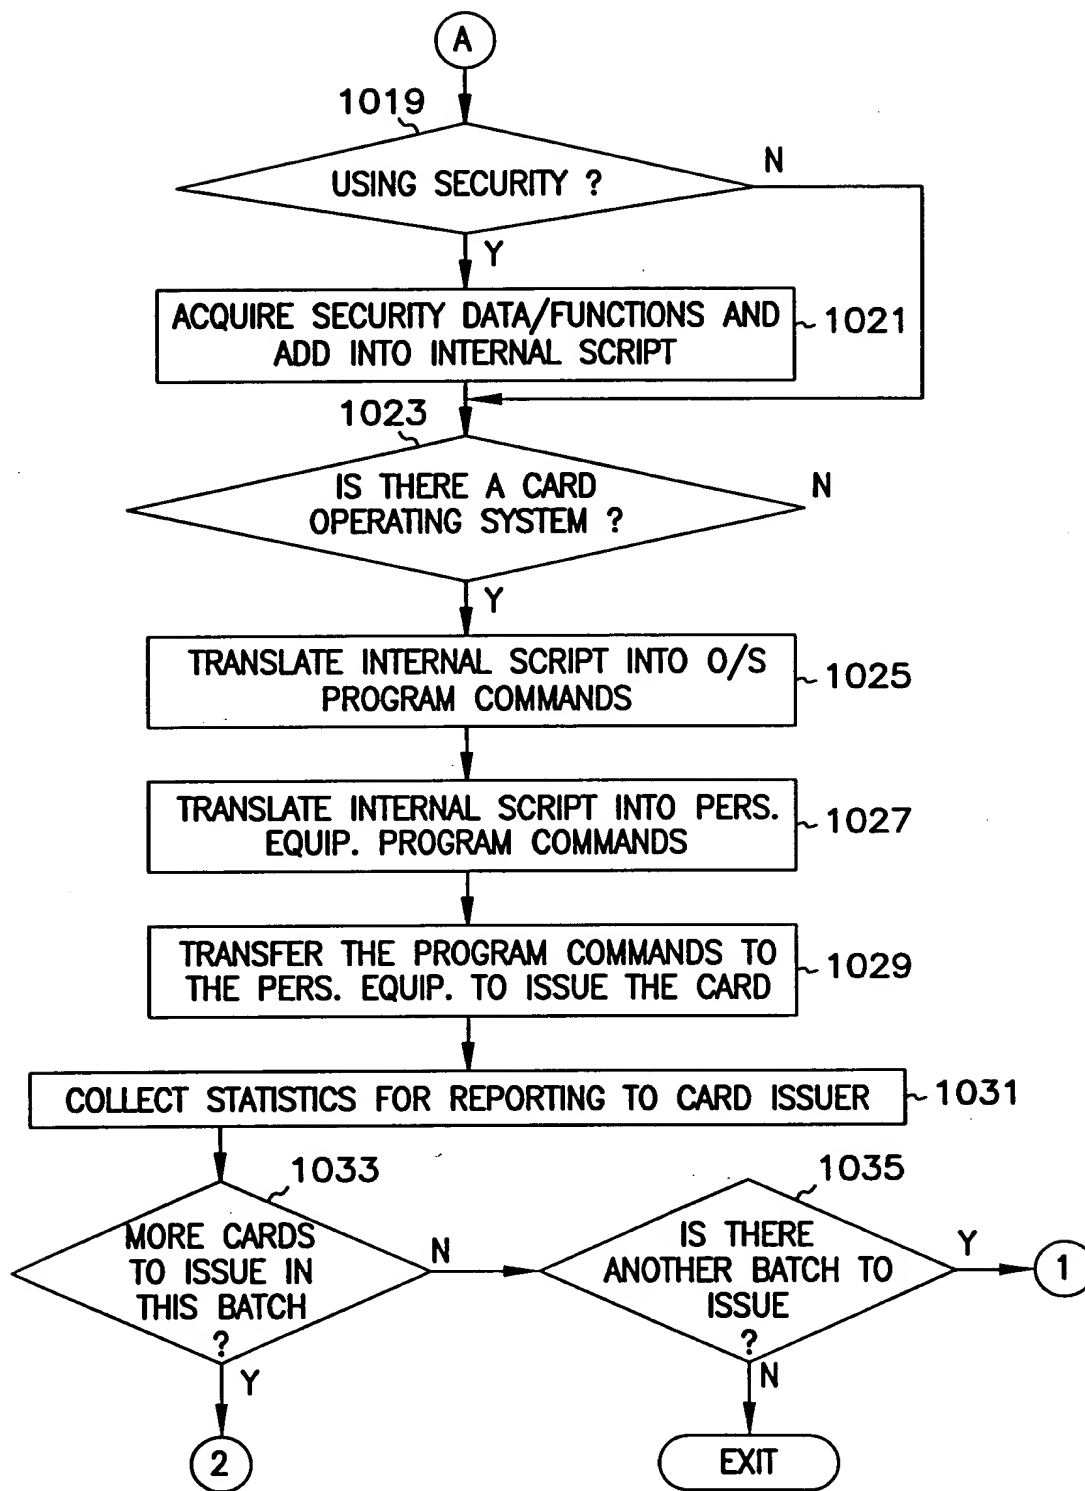 A
1019
USING SECURITY ?
N
Y
ACQUIRE SECURITY DATA/FUNCTIONS AND
ADD INTO INTERNAL SCRIPT
1021
1023
IS THERE A CARD
OPERATING SYSTEM ?
N
Y
TRANSLATE INTERNAL SCRIPT INTO O/S
PROGRAM COMMANDS
1025
TRANSLATE INTERNAL SCRIPT INTO PERS.
EQUIP. PROGRAM COMMANDS
1027
TRANSFER THE PROGRAM COMMANDS TO
THE PERS. EQUIP. TO ISSUE THE CARD
1029
COLLECT STATISTICS FOR REPORTING TO CARD ISSUER
1031
1033
MORE CARDS
TO ISSUE IN
THIS BATCH
?
N
Y
2
1035
IS THERE
ANOTHER BATCH TO
ISSUE
?
Y
1
N
EXIT